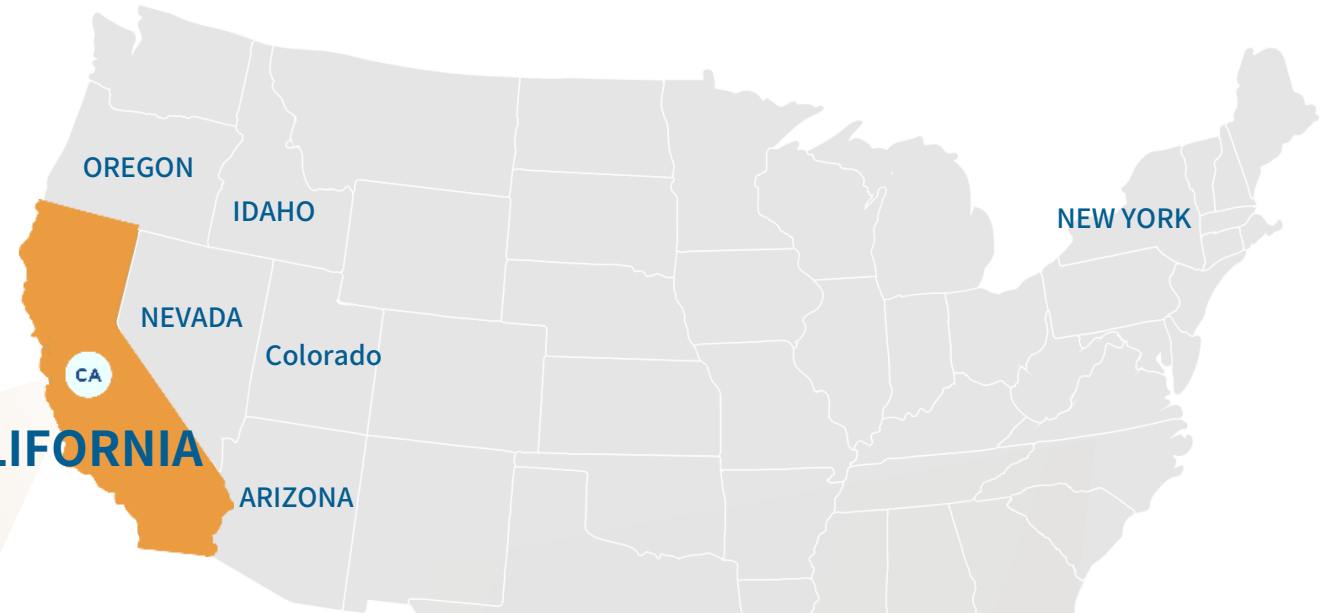 OREGON
IDAHO
NEW YORK
NEVADA
Colorado
CA
LIFORNIA
ARIZONA